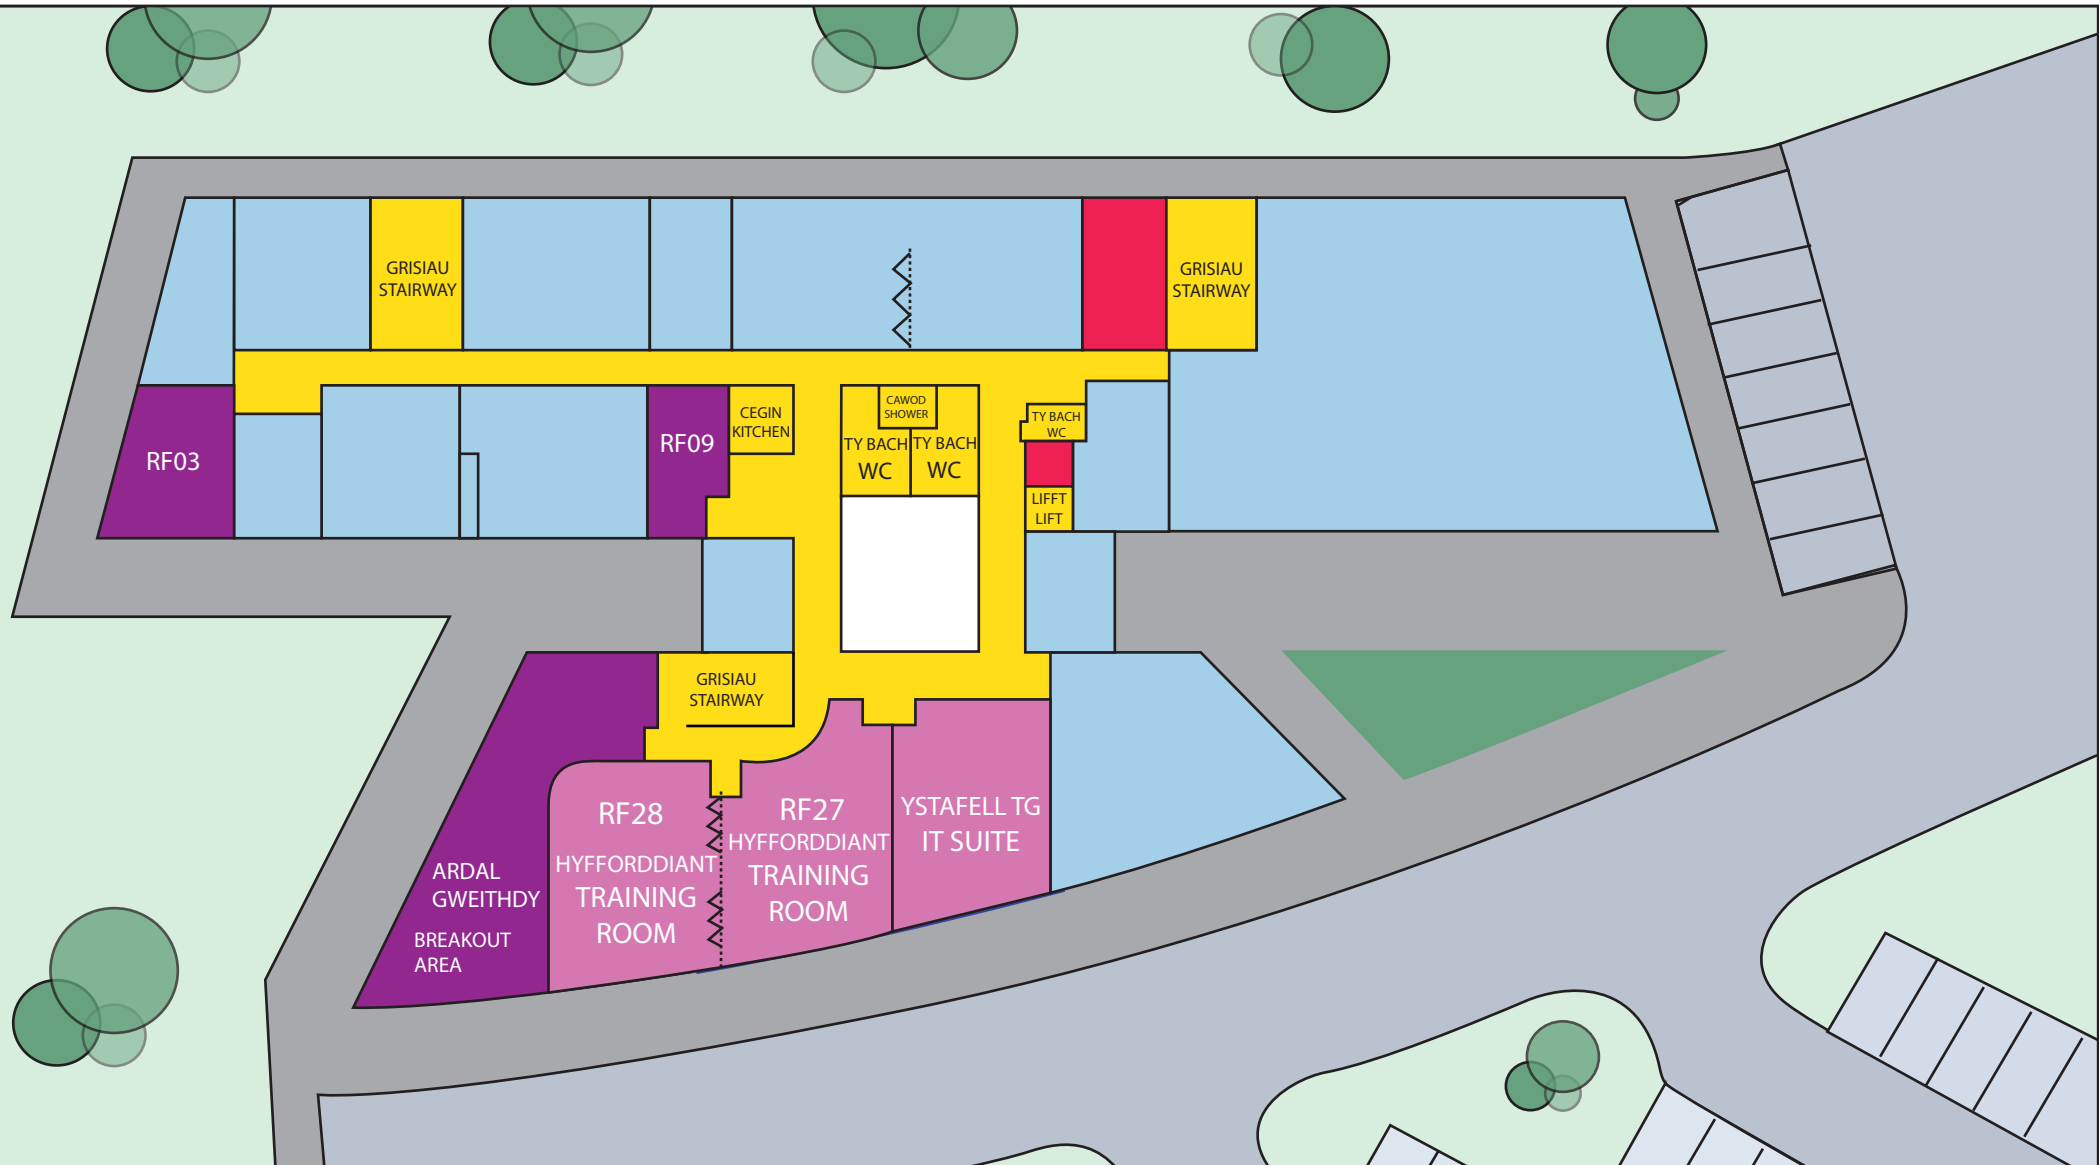 GRISIAU
STAIRWAY
GRISIAU
STAIRWAY
RF03
RF09
CEGIN
KITCHEN
CAWOD
SHOWER
TY BACH
WC
TY BACH
WC
TY BACH
WC
LIFFT
LIFT
GRISIAU
STAIRWAY
ARDAL
GWEITHDY
BREAKOUT
AREA
RF28
HYFFORDDIANT
TRAINING
ROOM
RF27
HYFFORDDIANT
TRAINING
ROOM
YSTAFELL TG
IT SUITE